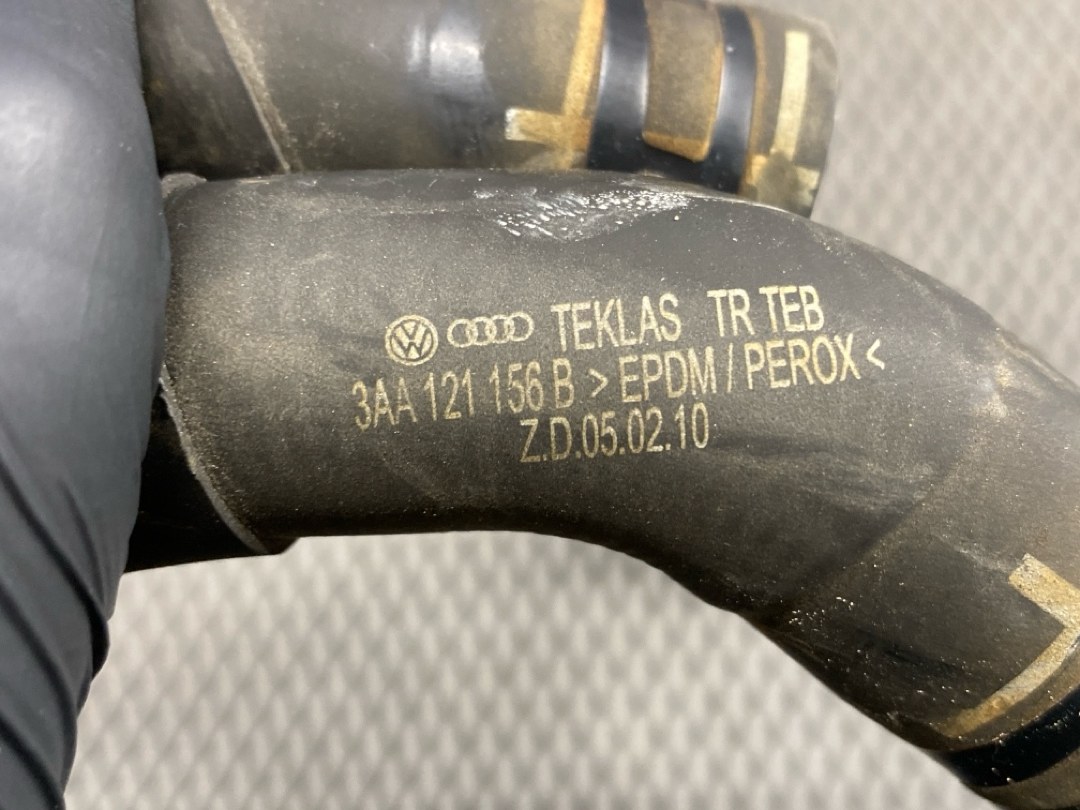 TEKLAS TR TEB
3AA 121 156 B >EPDM / PEROX<
Z.D.05.02.10